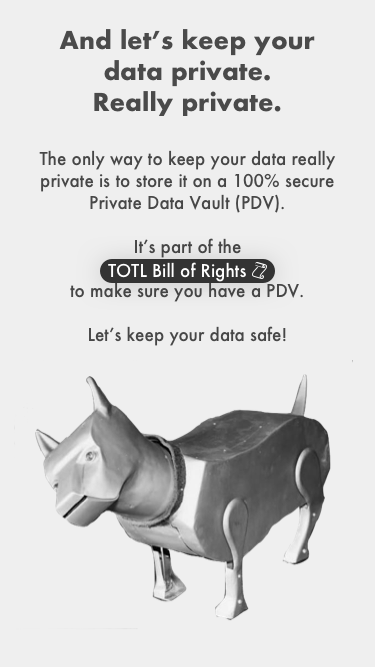 And let’s keep your
data private.
Really private.
The only way to keep your data really
private is to store it on a 100% secure
Private Data Vault (PDV).
It’s part of the
TOTL Bill of Rights
to make sure you have a PDV.
Let’s keep your data safe!